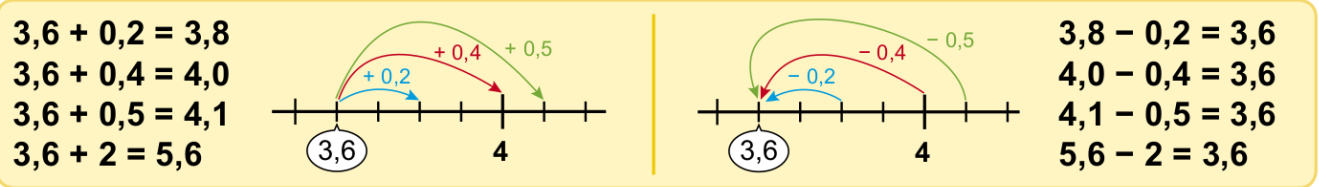 3,6 + 0,2 = 3,8
3,6 + 0,4 = 4,0
3,6 + 0,5 = 4,1
3,6 + 2 = 5,6
+ 0,2
+ 0,4
+ 0,5
3,6
4
− 0,2
− 0,4
− 0,5
3,6
4
3,8 − 0,2 = 3,6
4,0 − 0,4 = 3,6
4,1 − 0,5 = 3,6
5,6 − 2 = 3,6